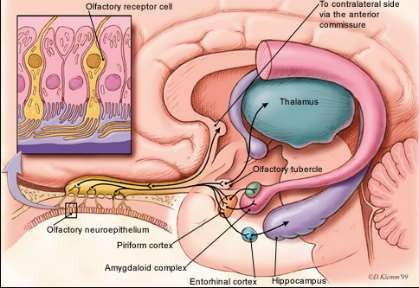 Olfactory receptor cell
To contralateral side
via the anterior
commissure
Thalamus
Olfactory tubercle
Olfactory neuroepithelium
Piriform cortex
Amygdaloid complex
Entorhinal cortex
Hippocampus
©D.Klemm'99